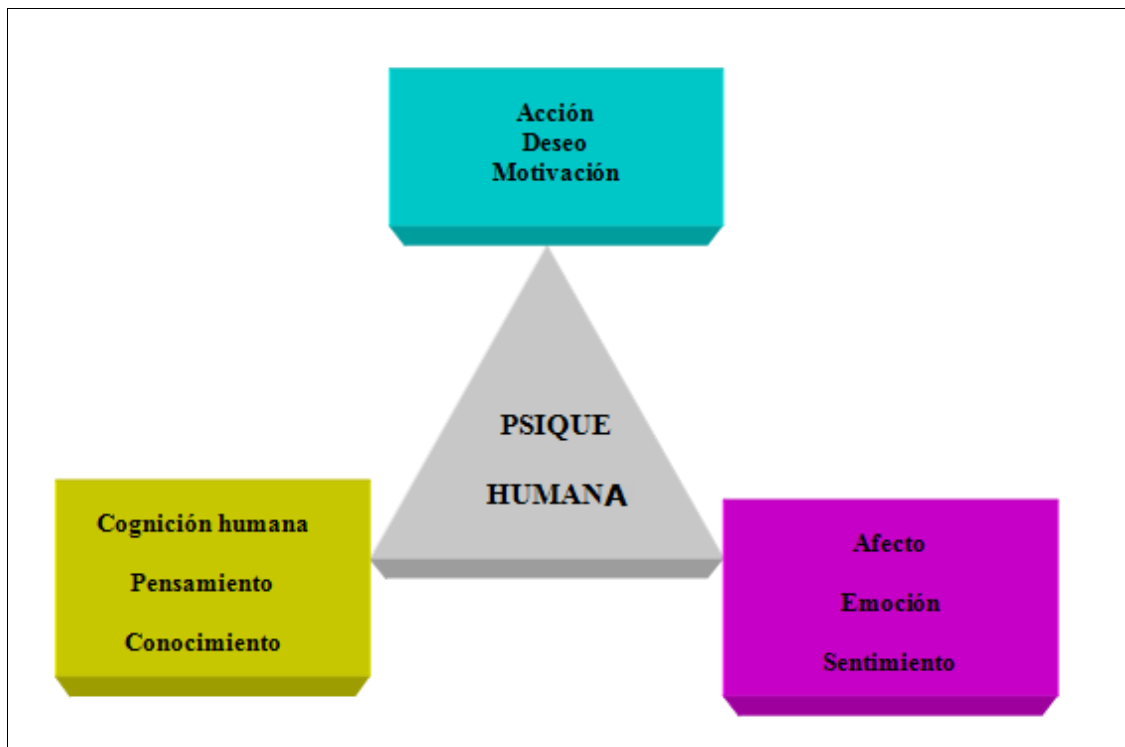 Acción
Deseo
Motivación
PSIQUE
HUMANA
Cognición humana
Pensamiento
Conocimiento
Afecto
Emoción
Sentimiento